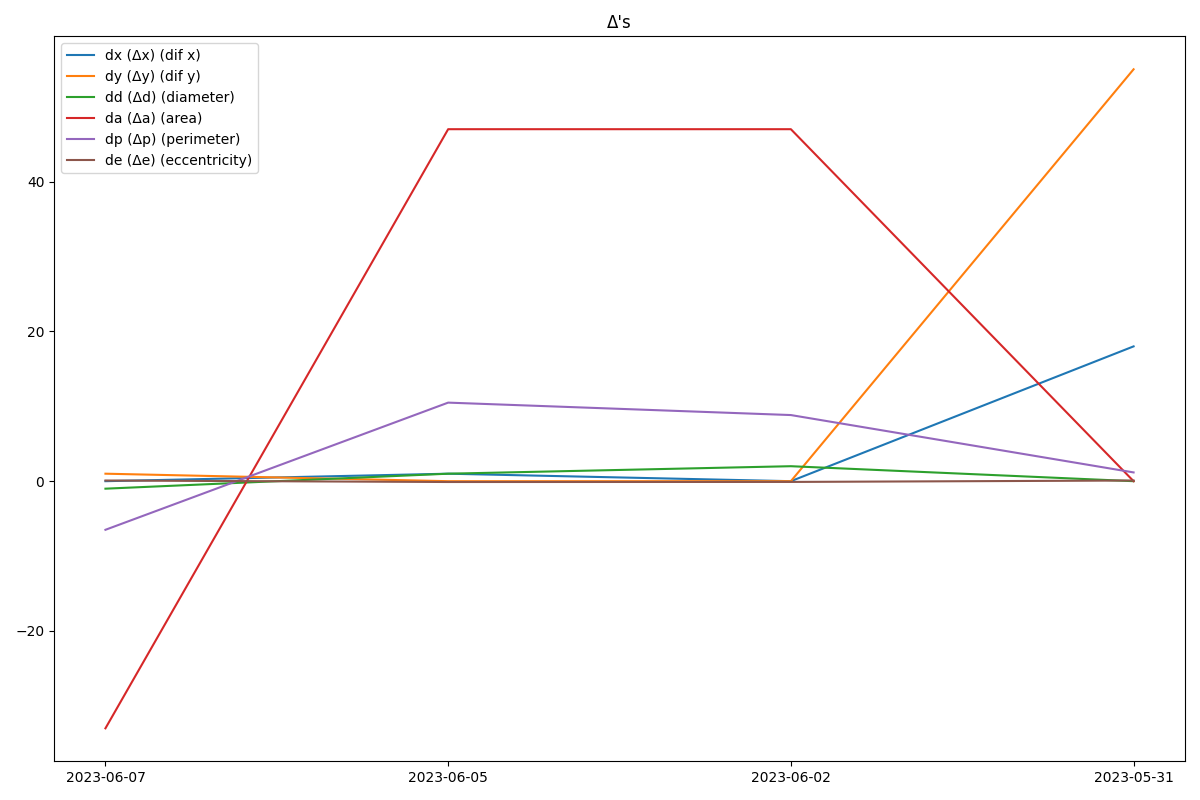 Δ's
dx (Δx) (dif x)
dy (Δy) (dif y)
dd (Δd) (diameter)
da (Δa) (area)
dp (Δp) (perimeter)
de (Δe) (eccentricity)
40
20
0
−20
2023-06-07 2023-06-05 2023-06-02 2023-05-31